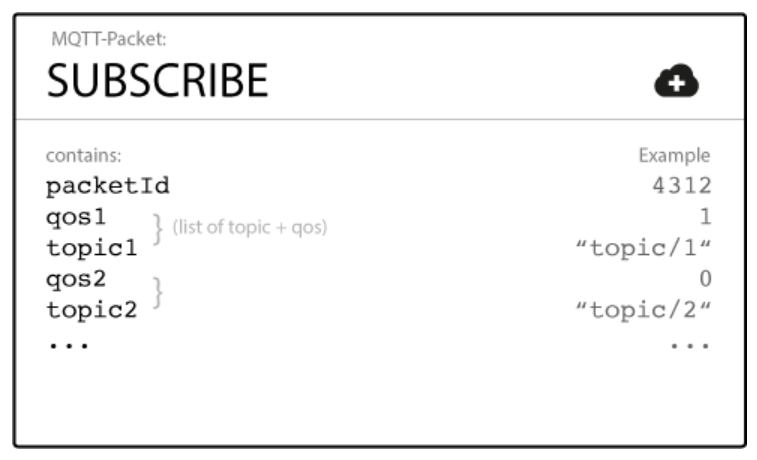 MQTT-Packet:
SUBSCRIBE
contains: Example
packetId 4312
qos1 1
} (list of topic + qos)
topic1 “topic/1“
qos2 0
}
topic2 “topic/2“
... ...